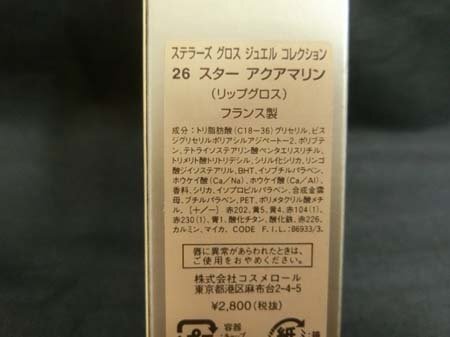 ステラーズ グロス ジュエル コレクション
26 スター アクアマリン
(リップグロス)
フランス製
成分:トリ脂肪酸(C18-36)グリセリル、ビス
ジグリセリルポリアシルアジペート-2、ポリブテ
ン、テトライソステアリン酸ペンタエリスリチル、
トリメリト酸トリトリデシル、シリル化シリカ、リンゴ
酸ジイソステアリル、BHT、イソブチルパラベン、
ホウケイ酸(Ca/Na)、ホウケイ酸(Ca/Al)、
香料、シリカ、イソプロピルパラベン、合成金雲
母、ブチルパラベン、PET、ポリメタクリル酸メチ
ル、[+/-] 赤202、黄5、黄4、赤104(1)、
赤230(1)、青1、酸化チタン、酸化鉄、赤226、
カルミン、マイカ、CODE F.I.L.:B6933/3.
唇に異常があらわれたときは、
ご使用をおやめください。
株式会社コスメロール
東京都港区麻布台2-4-5
¥2,800(税抜)
容器
紙